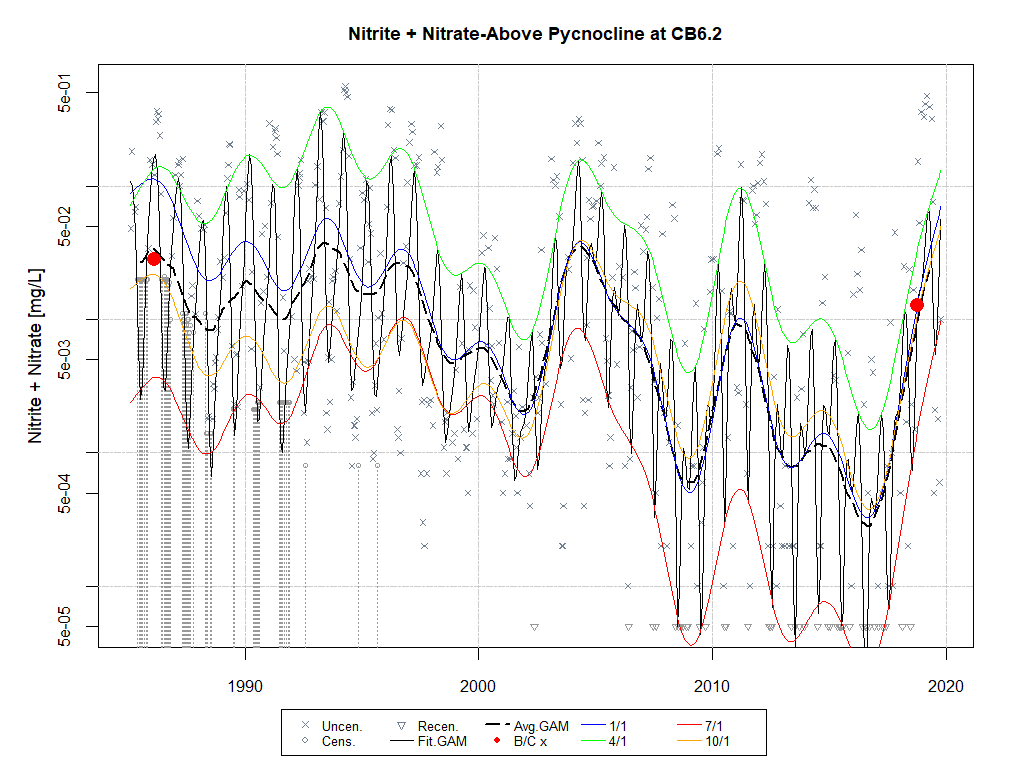 Nitrite + Nitrate-Above Pycnocline at CB6.2
Nitrite + Nitrate [mg/L]
5e-01
5e-02
5e-03
5e-04
5e-05
1990 2000 2010 2020
Uncen. Recen. Avg.GAM 1/1 7/1
Cens. Fit.GAM B/C x 4/1 10/1